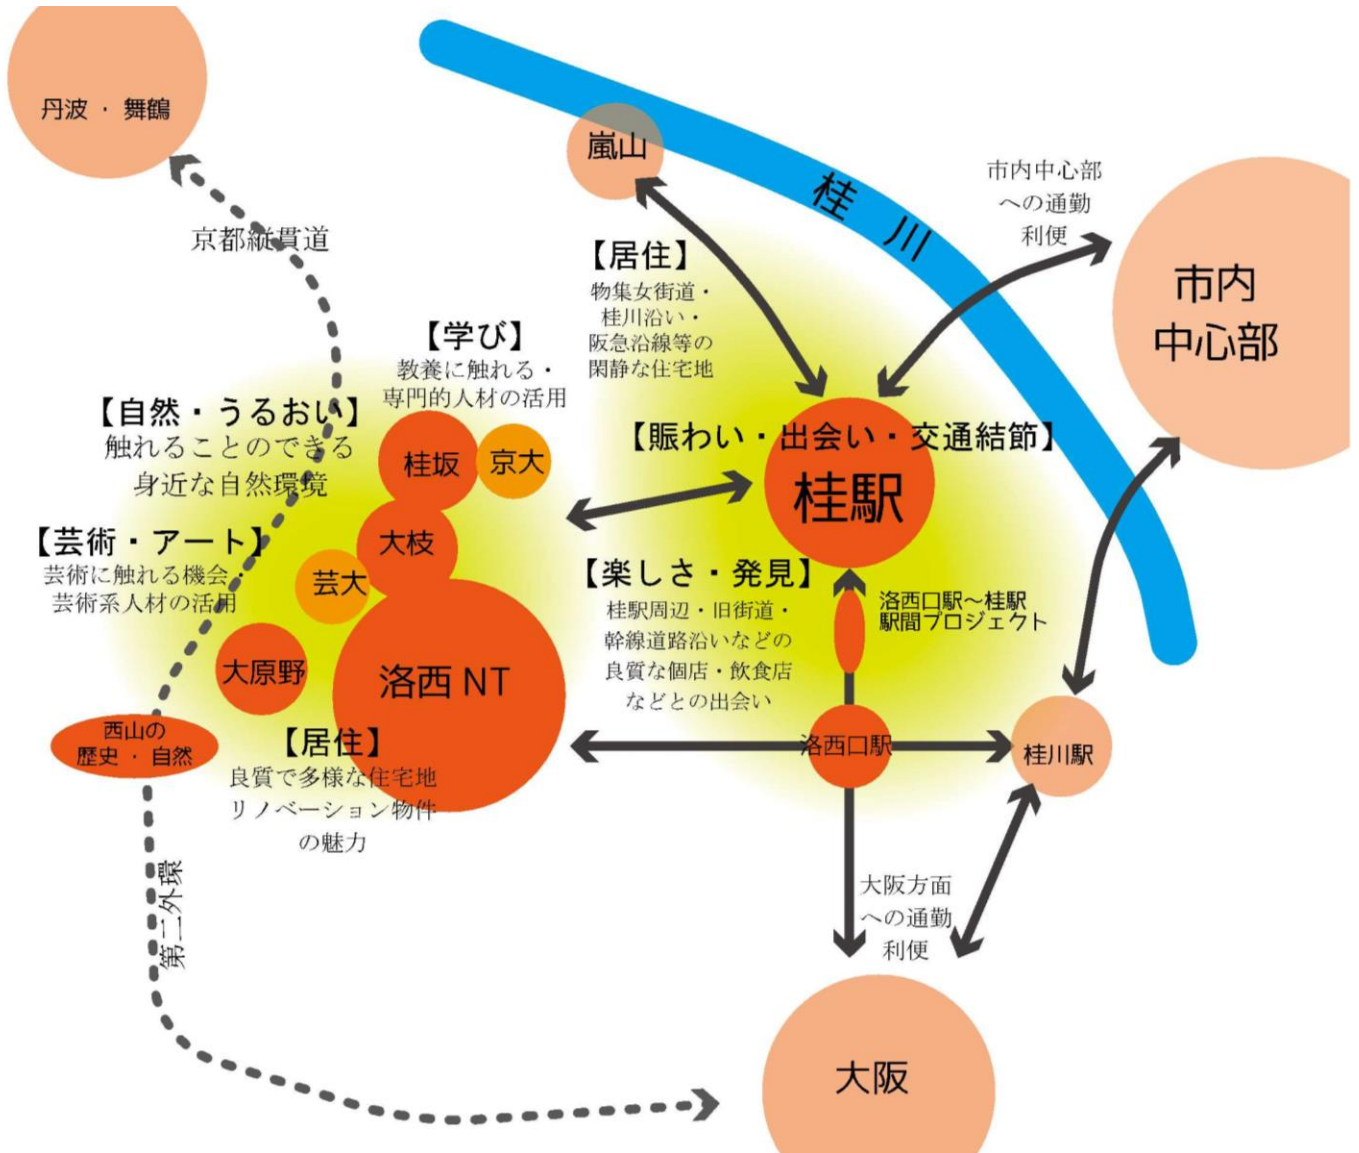 丹波 ・ 舞鶴
京都縦貫道
嵐山
桂川
市内中心部
への通勤
利便
市内
中心部
【居住】
物集女街道・
桂川沿い・
阪急沿線等の
閑静な住宅地
【学び】
教養に触れる・
専門的人材の活用
【自然・うるおい】
触れることのできる
身近な自然環境
桂坂
京大
【賑わい・出会い・交通結節】
桂駅
【芸術・アート】
芸術に触れる機会・
芸術系人材の活用
大枝
芸大
【楽しさ・発見】
桂駅周辺・旧街道・
幹線道路沿いなどの
良質な個店・飲食店
などとの出会い
洛西口駅～桂駅
駅間プロジェクト
大原野
洛西 NT
西山の
歴史 ・ 自然
【居住】
良質で多様な住宅地
リノベーション物件
の魅力
洛西口駅
桂川駅
第二外環
大阪方面
への通勤
利便
大阪